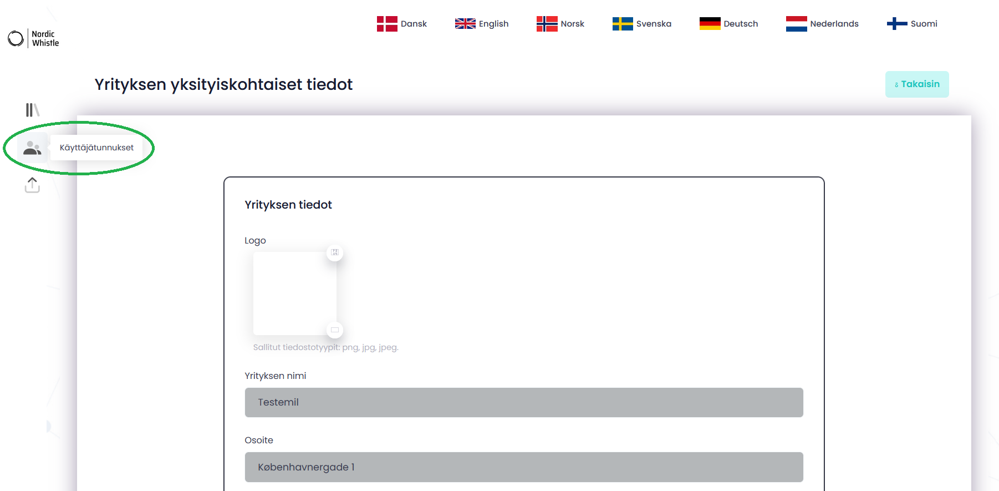 Nordic
Whistle
Dansk
English
Norsk
Svenska
Deutsch
Nederlands
Suomi
Yrityksen yksityiskohtaiset tiedot
δ Takaisin
Käyttäjätunnukset
Yrityksen tiedot
Logo
Sallitut tiedostotyypit: png, jpg, jpeg.
Yrityksen nimi
Testemil
Osoite
Københavnergade 1